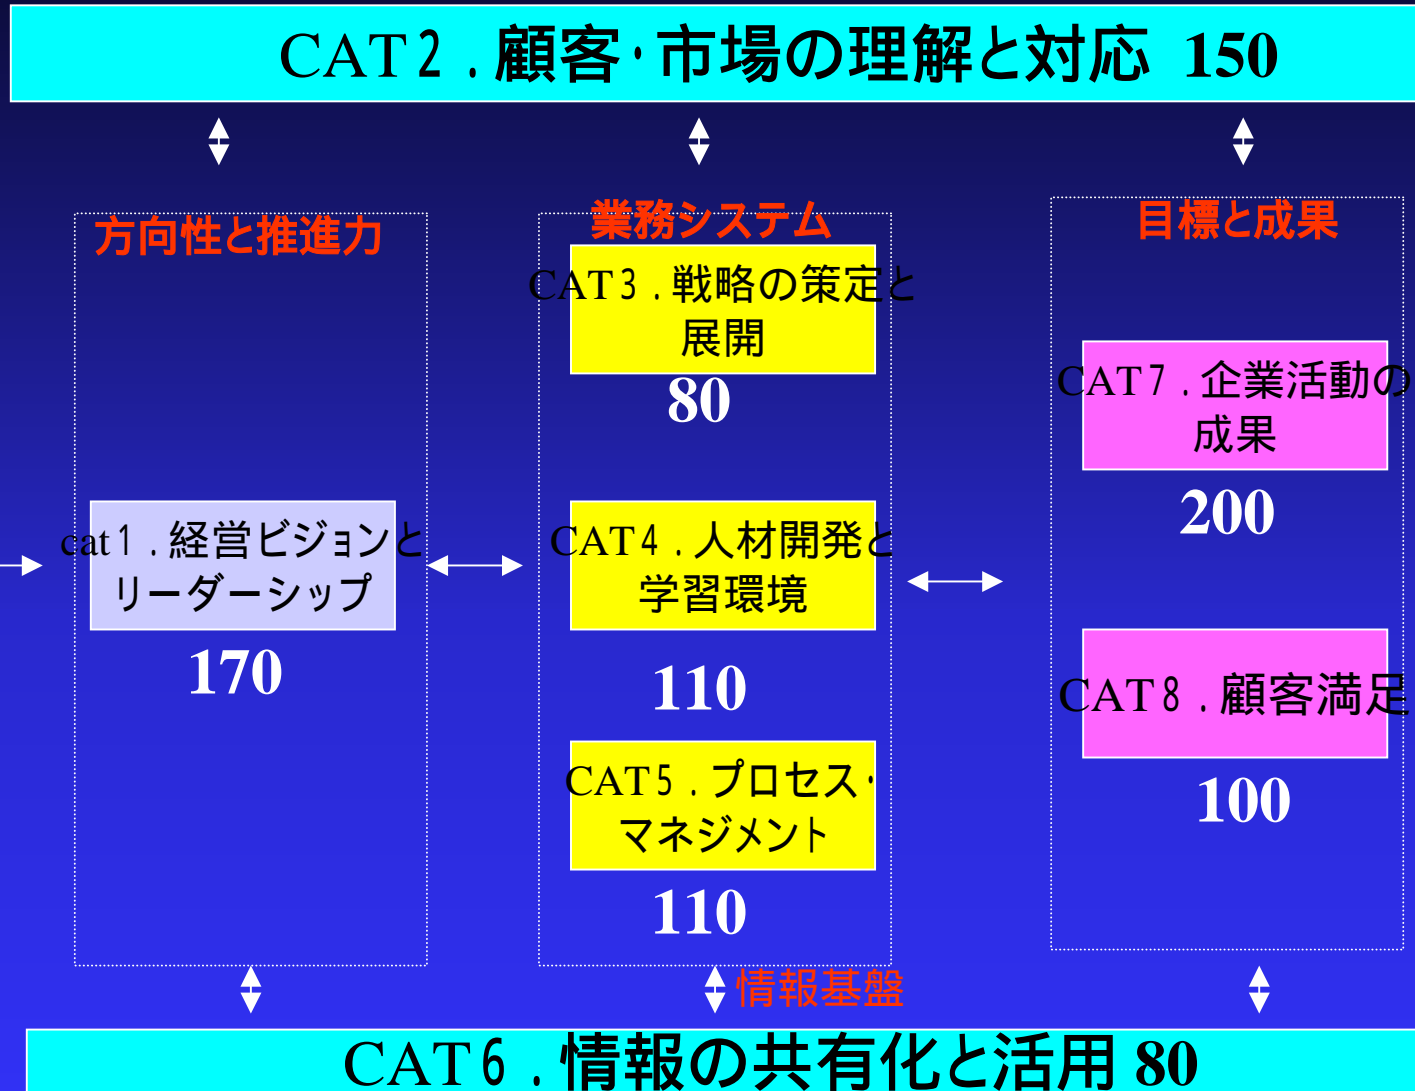 CAT２．顧客・市場の理解と対応 150
方向性と推進力
cat１．経営ビジョンと
リーダーシップ
170
業務システム
CAT３．戦略の策定と
展開
80
CAT４．人材開発と
学習環境
110
CAT５．プロセス・
マネジメント
110
目標と成果
CAT７．企業活動の
成果
200
CAT８．顧客満足
100
情報基盤
CAT６．情報の共有化と活用 80